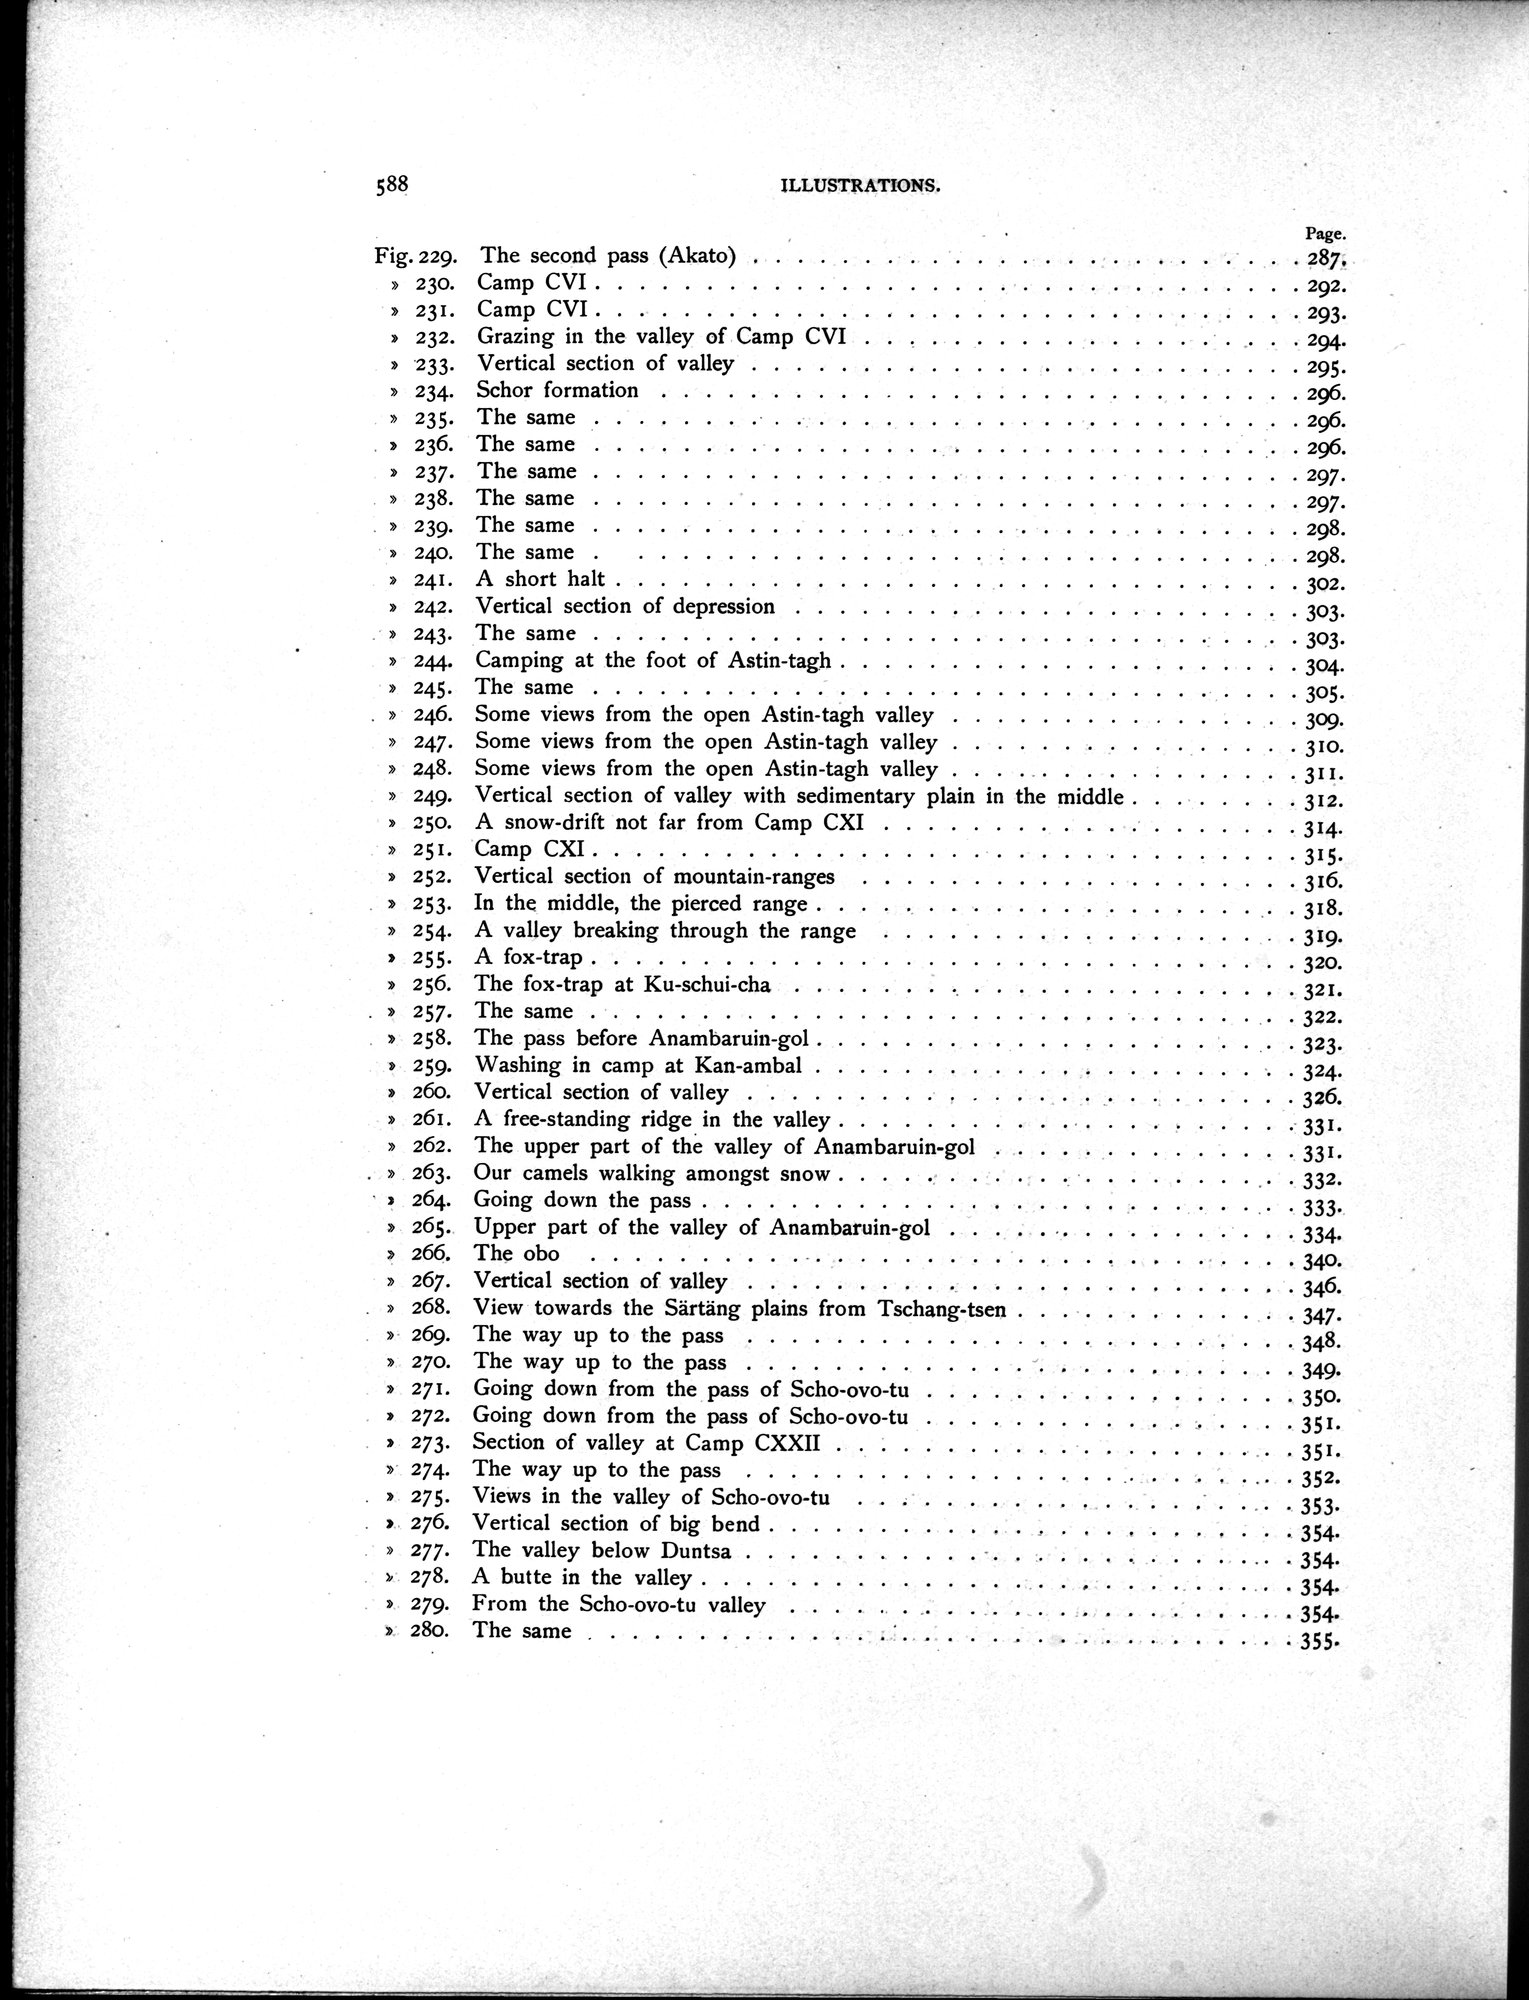 588 ILLUSTRATIONS.
Page.
Fig. 229. The second pass (Akato) . . . 287.
» 230. Camp CVI . . . 292.
» 231. Camp CVI . . . 293.
» 232. Grazing in the valley of Camp CVI . . . 294.
» 233. Vertical section of valley . . . 295.
» 234. Schor formation . . . 296.
» 235. The same . . . 296.
» 236. The same . . . 296.
» 237. The same . . . 297.
» 238. The same . . . 297.
» 239. The same . . . 298.
» 240. The same . . . 298.
» 241. A short halt . . . 302.
» 242. Vertical section of depression . . . 303.
» 243. The same . . . 303.
» 244. Camping at the foot of Astin-tagh . . . 304.
» 245. The same . . . 305.
» 246. Some views from the open Astin-tagh valley . . . 309.
» 247. Some views from the open Astin-tagh valley . . . 310.
» 248. Some views from the open Astin-tagh valley . . . 311.
» 249. Vertical section of valley with sedimentary plain in the middle . . . 312.
» 250. A snow-drift not far from Camp CXI . . . 314.
» 251. Camp CXI . . . 315.
» 252. Vertical section of mountain-ranges . . . 316.
» 253. In the middle, the pierced range . . . 318.
» 254. A valley breaking through the range . . . 319.
» 255. A fox-trap . . . 320.
» 256. The fox-trap at Ku-schui-cha . . . 321.
» 257. The same . . . 322.
» 258. The pass before Anambaruin-gol . . . 323.
» 259. Washing in camp at Kan-ambal . . . 324.
» 260. Vertical section of valley . . . 326.
» 261. A free-standing ridge in the valley . . . 331.
» 262. The upper part of the valley of Anambaruin-gol . . . 331.
» 263. Our camels walking amongst snow . . . 332.
» 264. Going down the pass . . . 333.
» 265. Upper part of the valley of Anambaruin-gol . . . 334.
» 266. The obo . . . 340.
» 267. Vertical section of valley . . . 346.
» 268. View towards the Särtäng plains from Tschang-tsen . . . 347.
» 269. The way up to the pass . . . 348.
» 270. The way up to the pass . . . 349.
» 271. Going down from the pass of Scho-ovo-tu . . . 350.
» 272. Going down from the pass of Scho-ovo-tu . . . 351.
» 273. Section of valley at Camp CXXII . . . 351.
» 274. The way up to the pass . . . 352.
» 275. Views in the valley of Scho-ovo-tu . . . 353.
» 276. Vertical section of big bend . . . 354.
» 277. The valley below Duntsa . . . 354.
» 278. A butte in the valley . . . 354.
» 279. From the Scho-ovo-tu valley . . . 354.
» 280. The same . . . 355.